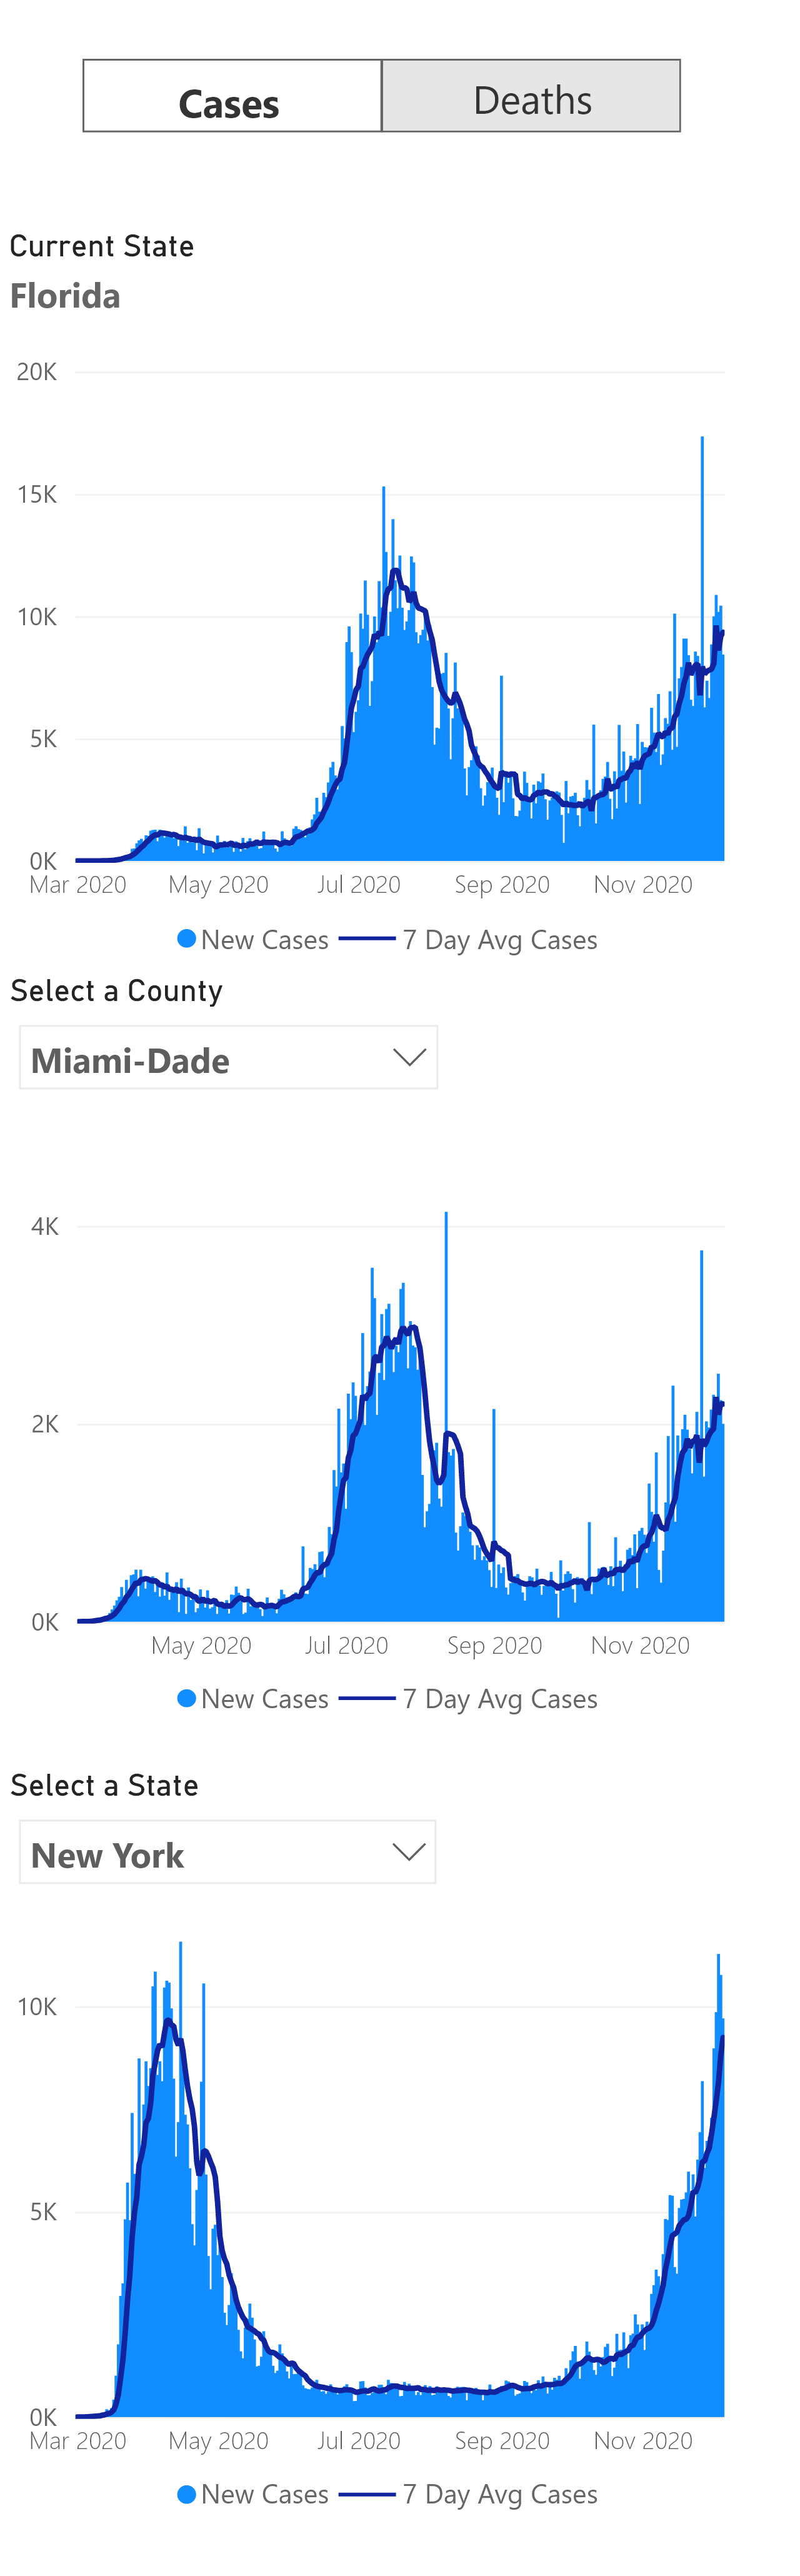 Cases Deaths
Current State
Florida
20K
15K
10K
5K
0K
Mar 2020 May 2020 Jul 2020 Sep 2020 Nov 2020
New Cases 7 Day Avg Cases
Select a County
Miami-Dade
4K
2K
0K
May 2020 Jul 2020 Sep 2020 Nov 2020
New Cases 7 Day Avg Cases
Select a State
New York
10K
5K
0K
Mar 2020 May 2020 Jul 2020 Sep 2020 Nov 2020
New Cases 7 Day Avg Cases